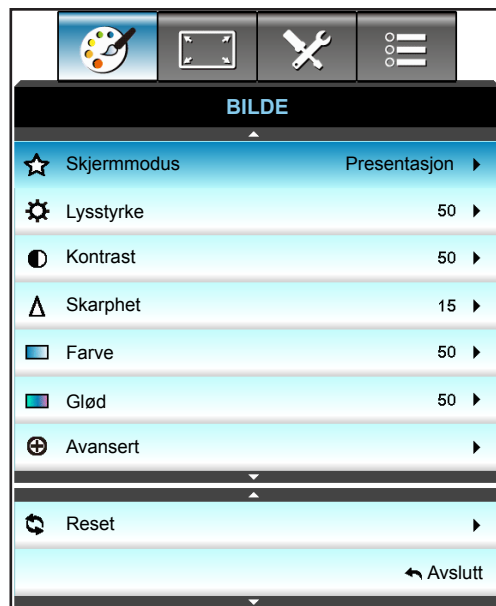 BILDE
Skjermmodus Presentasjon
Lysstyrke 50
Kontrast 50
Skarphet 15
Farve 50
Glød 50
Avansert
Reset
Avslutt